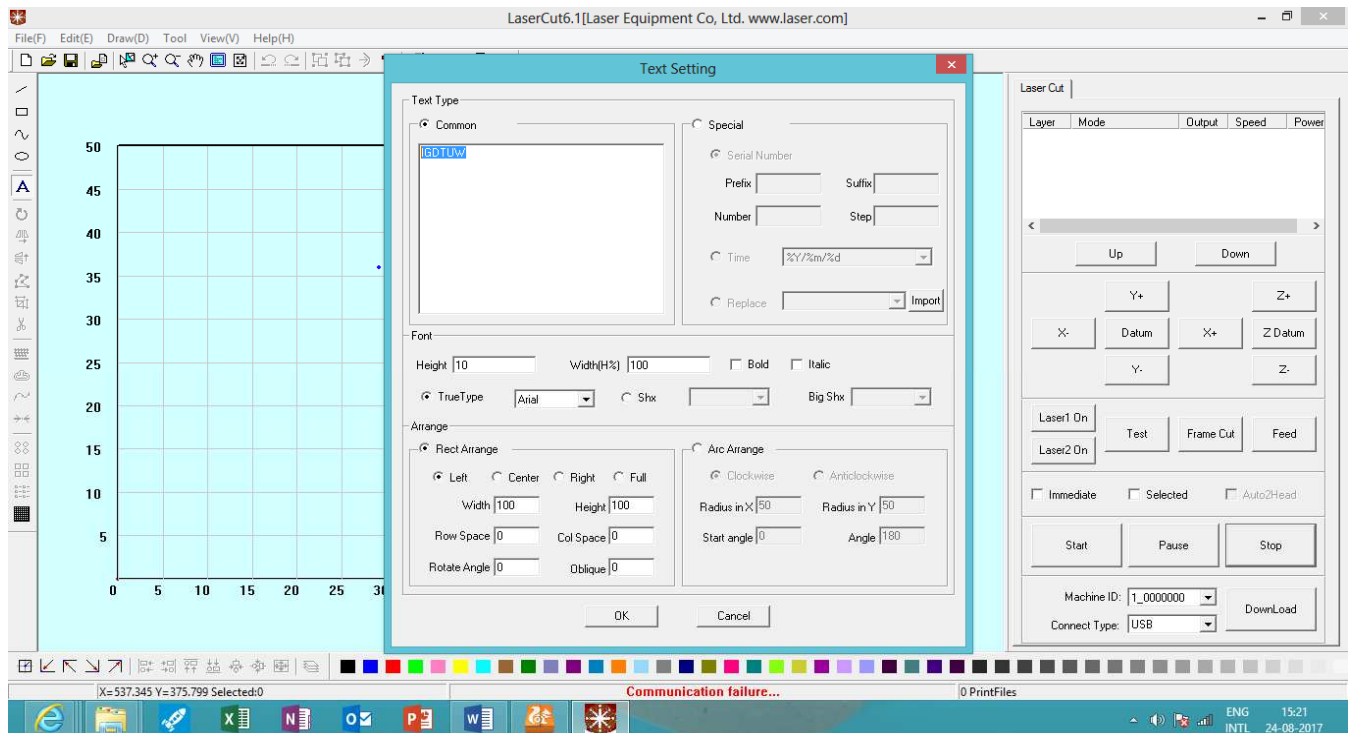 LaserCut6.1[Laser Equipment Co, Ltd. www.laser.com]
File(F) Edit(E) Draw(D) Tool View(V) Help(H)
Text Setting
Text Type
Common
IGDTUW
Special
Serial Number
Prefix Suffix
Number Step
Time %Y/%m/%d
Replace Import
Font
Height 10 Width(H%) 100 Bold Italic
TrueType Arial Shx Big Shx
Arrange
Rect Arrange
Left Center Right Full
Width 100 Height 100
Row Space 0 Col Space 0
Rotate Angle 0 Oblique 0
Arc Arrange
Clockwise Anticlockwise
Radius in X 50 Radius in Y 50
Start angle 0 Angle 180
OK Cancel
50
45
40
35
30
25
20
15
10
5
0 5 10 15 20 25 30
Laser Cut
Layer Mode Output Speed Power
Up Down
Y+ Z+
X- Datum X+ Z Datum
Y- Z-
Laser1 On
Laser2 On
Test Frame Cut Feed
Immediate Selected Auto2Head
Start Pause Stop
Machine ID: 1_0000000
Connect Type: USB
DownLoad
X=537.345 Y=375.799 Selected:0
Communication failure...
0 PrintFiles
ENG 15:21
INTL 24-08-2017